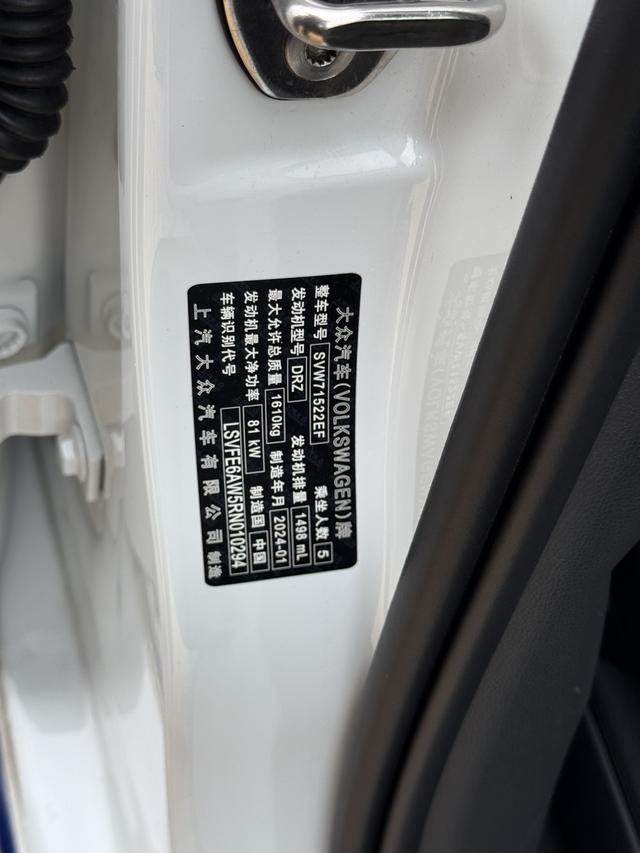 大众汽车(VOLKSWAGEN)牌
整车型号 SVW71522EF 乘坐人数 5
发动机型号 DRZ 发动机排量 1498 mL
最大允许总质量 1610kg 制造年月 2024-01
发动机最大净功率 81 kW 制造国 中国
车辆识别代号 LSVFE6AW5RN010294
上汽大众汽车有限公司 制造